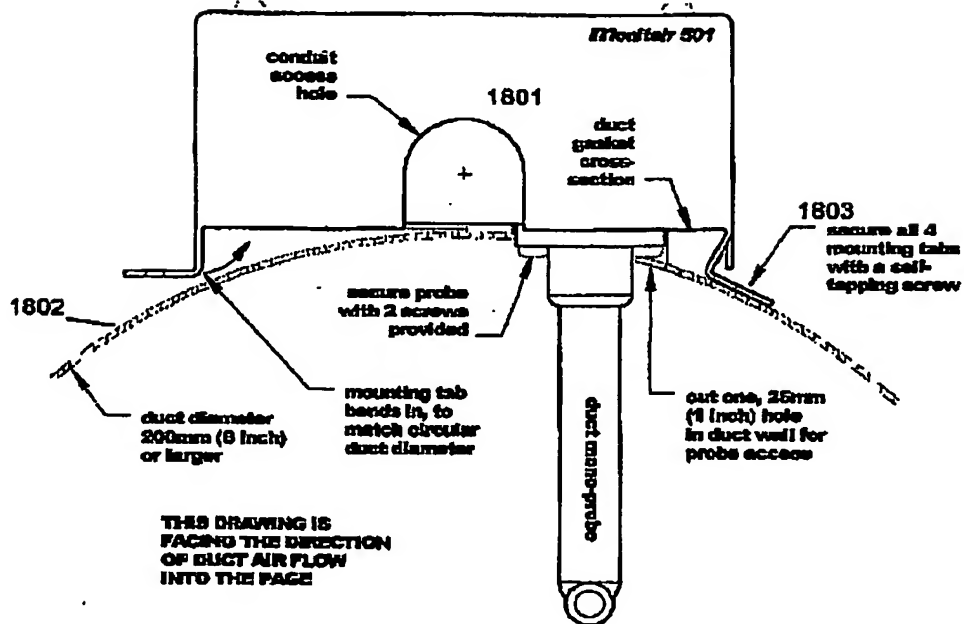 Monitair 501
conduit
access
hole
1801
duct
gasket
cross-
section
1803
secure all 4
mounting tabs
with a self-
tapping screw
1802
secure probe
with 2 screws
provided
duct diameter
200mm (8 inch)
or larger
mounting tab
bends in, to
match circular
duct diameter
duct mono-probe
cut one, 25mm
(1 inch) hole
in duct wall for
probe access
THIS DRAWING IS
FACING THE DIRECTION
OF DUCT AIR FLOW
INTO THE PAGE